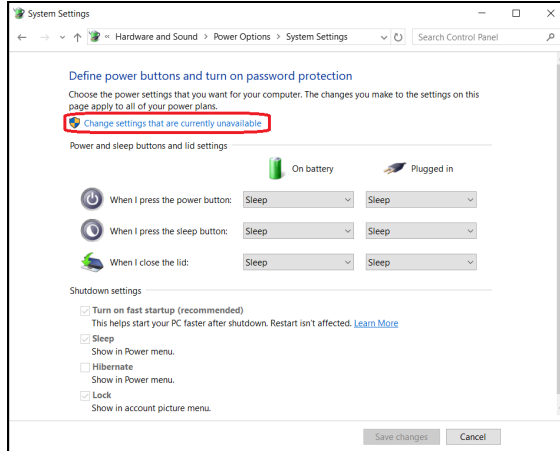 System Settings
« Hardware and Sound > Power Options > System Settings
Search Control Panel
Define power buttons and turn on password protection
Choose the power settings that you want for your computer. The changes you make to the settings on this
page apply to all of your power plans.
Change settings that are currently unavailable
Power and sleep buttons and lid settings
On battery Plugged in
When I press the power button: Sleep Sleep
When I press the sleep button: Sleep Sleep
When I close the lid: Sleep Sleep
Shutdown settings
Turn on fast startup (recommended)
This helps start your PC faster after shutdown. Restart isn't affected. Learn More
Sleep
Show in Power menu.
Hibernate
Show in Power menu.
Lock
Show in account picture menu.
Save changes Cancel